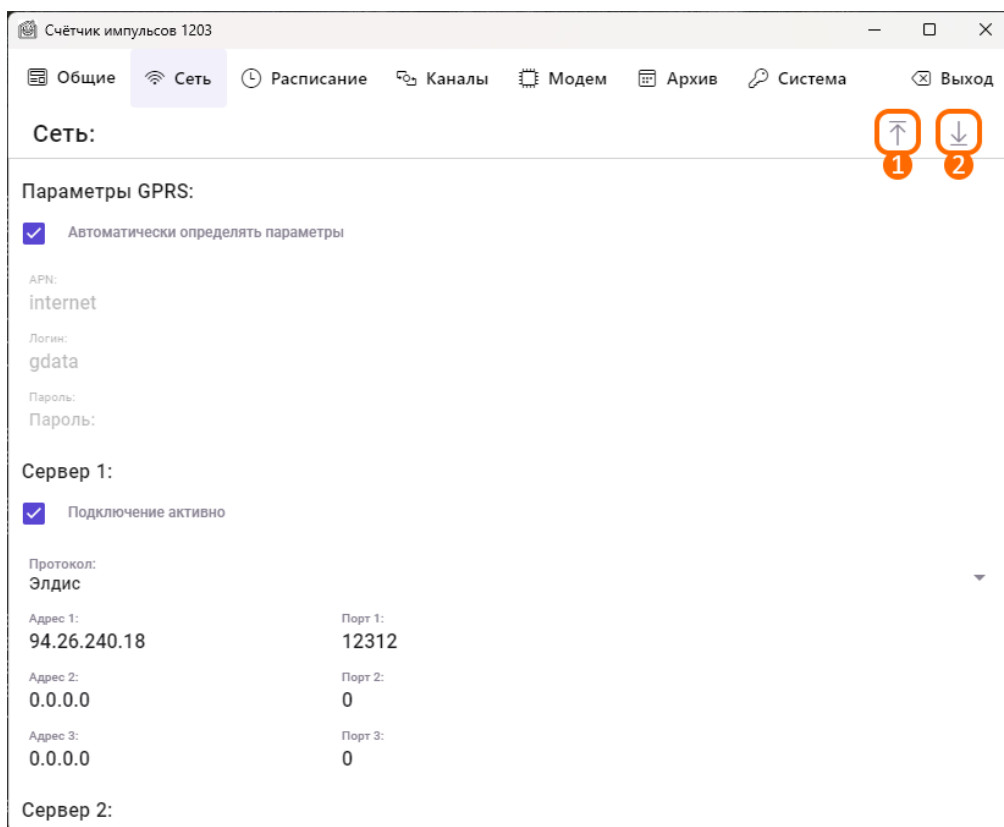 Счётчик импульсов 1203
Общие Сеть Расписание Каналы Модем Архив Система Выход
Сеть:
1 2
Параметры GPRS:
Автоматически определять параметры
APN:
internet
Логин:
gdata
Пароль:
Пароль:
Сервер 1:
Подключение активно
Протокол:
Элдис
Адрес 1: Порт 1:
94.26.240.18 12312
Адрес 2: Порт 2:
0.0.0.0 0
Адрес 3: Порт 3:
0.0.0.0 0
Сервер 2: